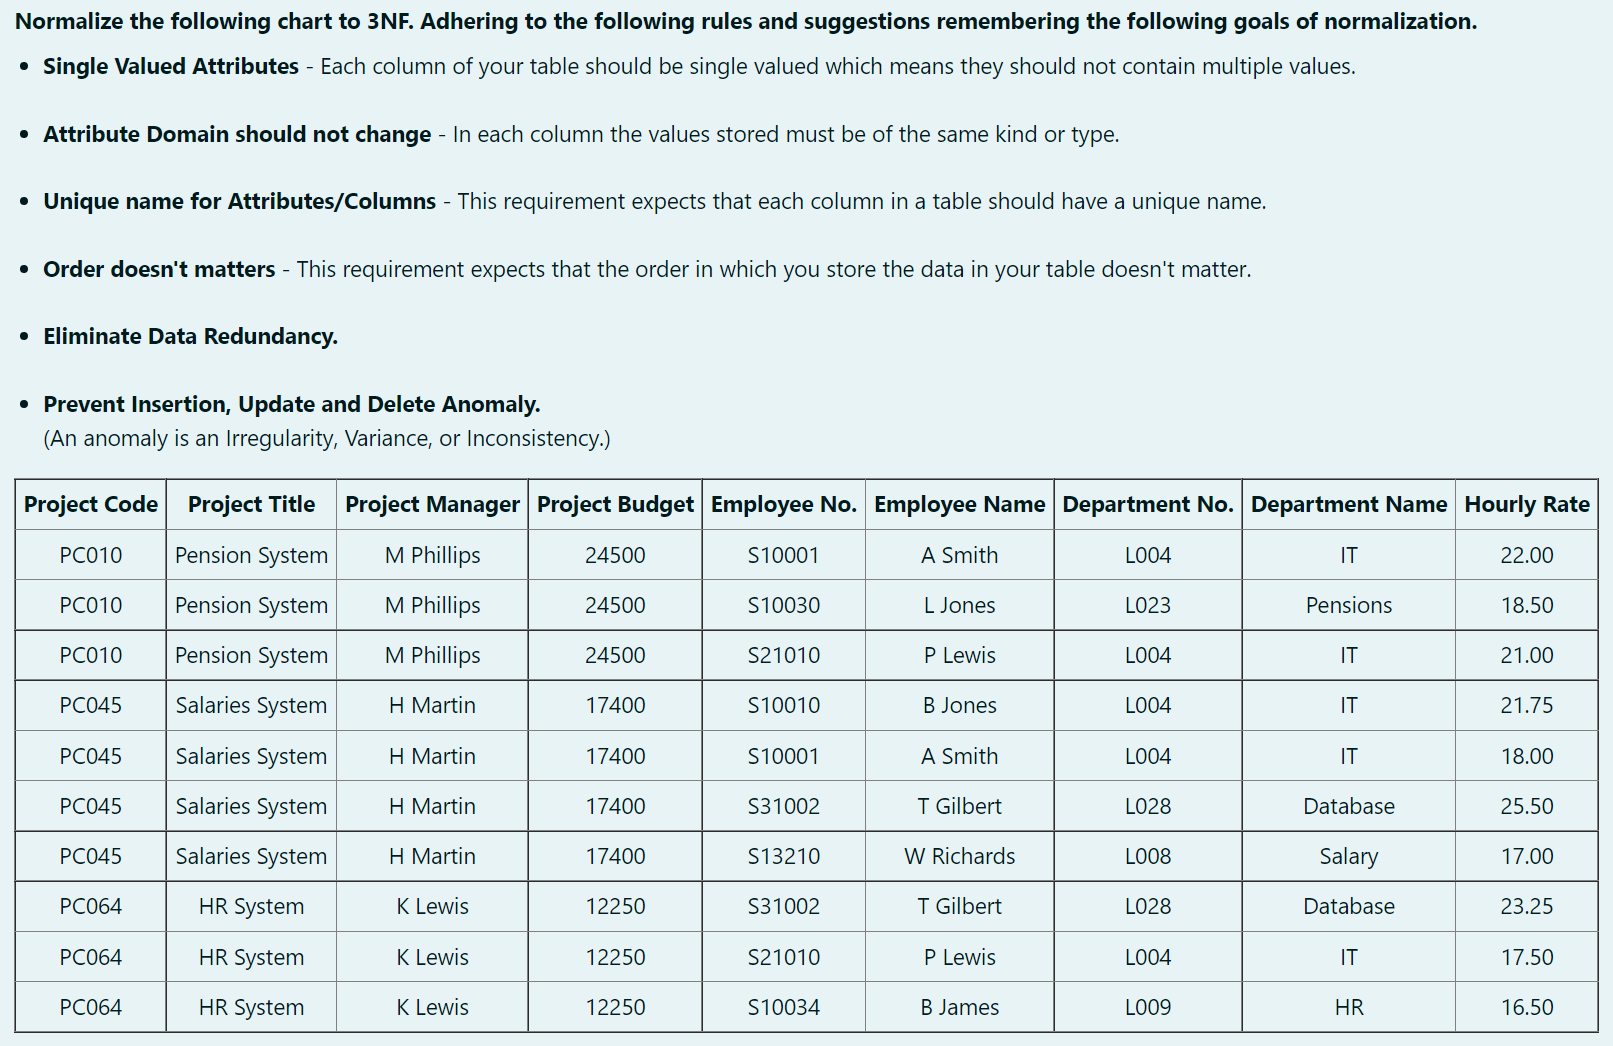 Normalize the following chart to 3NF. Adhering to the following rules and suggestions remembering the following goals of normalization.
• Single Valued Attributes - Each column of your table should be single valued which means they should not contain multiple values.
• Attribute Domain should not change - In each column the values stored must be of the same kind or type.
• Unique name for Attributes/Columns - This requirement expects that each column in a table should have a unique name.
• Order doesn't matters - This requirement expects that the order in which you store the data in your table doesn't matter.
• Eliminate Data Redundancy.
• Prevent Insertion, Update and Delete Anomaly.
(An anomaly is an Irregularity, Variance, or Inconsistency.)
Project Code Project Title Project Manager Project Budget Employee No. Employee Name Department No. Department Name Hourly Rate
PC010 Pension System M Phillips 24500 S10001 A Smith L004 IT 22.00
PC010 Pension System M Phillips 24500 S10030 L Jones L023 Pensions 18.50
PC010 Pension System M Phillips 24500 S21010 P Lewis L004 IT 21.00
PC045 Salaries System H Martin 17400 S10010 B Jones L004 IT 21.75
PC045 Salaries System H Martin 17400 S10001 A Smith L004 IT 18.00
PC045 Salaries System H Martin 17400 S31002 T Gilbert L028 Database 25.50
PC045 Salaries System H Martin 17400 S13210 W Richards L008 Salary 17.00
PC064 HR System K Lewis 12250 S31002 T Gilbert L028 Database 23.25
PC064 HR System K Lewis 12250 S21010 P Lewis L004 IT 17.50
PC064 HR System K Lewis 12250 S10034 B James L009 HR 16.50